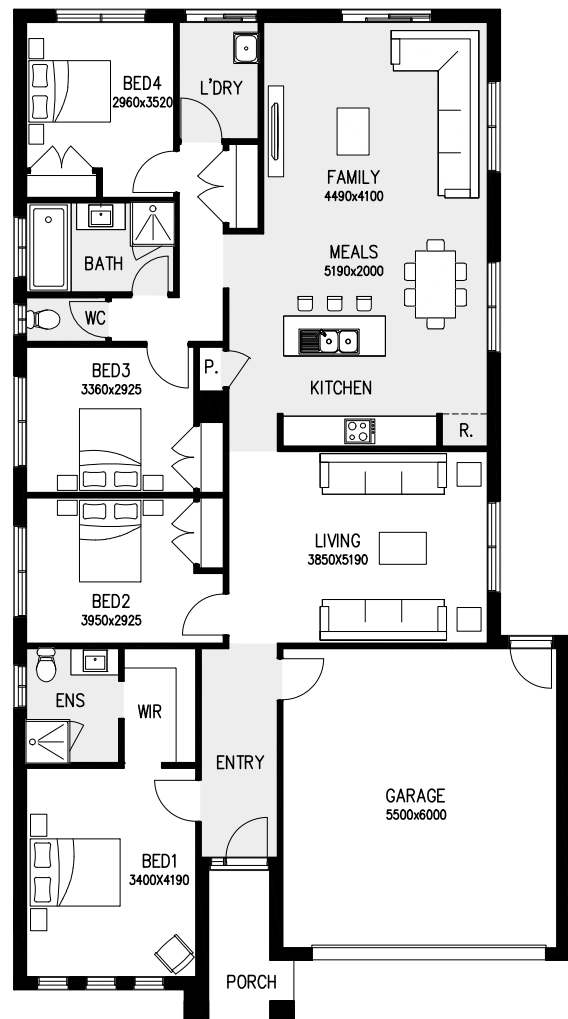 BED4
2960x3520
L'DRY
FAMILY
4490x4100
MEALS
5190x2000
BATH
WC
BED3
3360x2925
P.
KITCHEN
R.
LIVING
3850X5190
BED2
3950x2925
ENS
WIR
ENTRY
GARAGE
5500x6000
BED1
3400X4190
PORCH